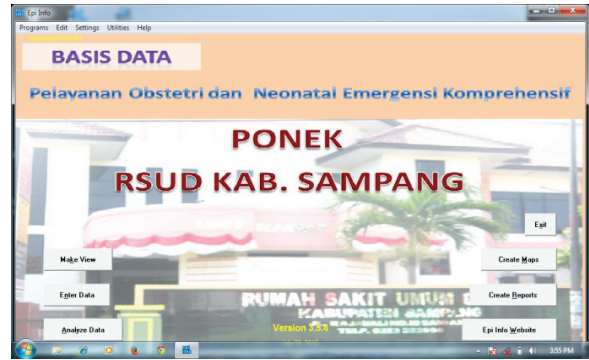 Epi Info
Programs Edit Settings Utilities Help
BASIS DATA
Pelayanan Obstetri dan Neonatal Emergensi Komprehensif
PONEK
RSUD KAB. SAMPANG
Exit
Make View
Create Maps
Enter Data
Create Reports
RUMAH SAKIT UMUM
KABUPATEN SAMPANG
Analyze Data
Version 3.5.4
Epi Info Website
3:55 PM